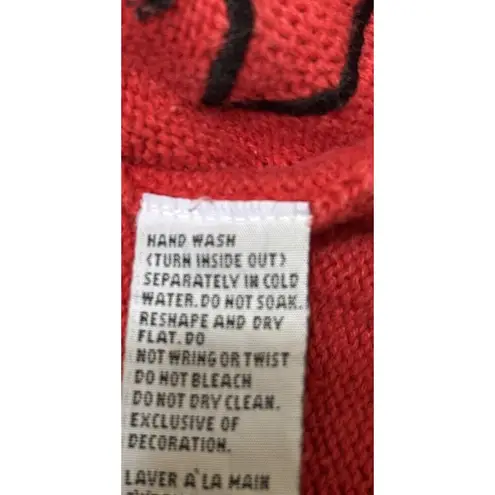 HAND WASH
(TURN INSIDE OUT)
SEPARATELY IN COLD
WATER. DO NOT SOAK.
RESHAPE AND DRY
FLAT. DO
NOT WRING OR TWIST
DO NOT BLEACH
DO NOT DRY CLEAN.
EXCLUSIVE OF
DECORATION.
LAVER A`LA MAIN